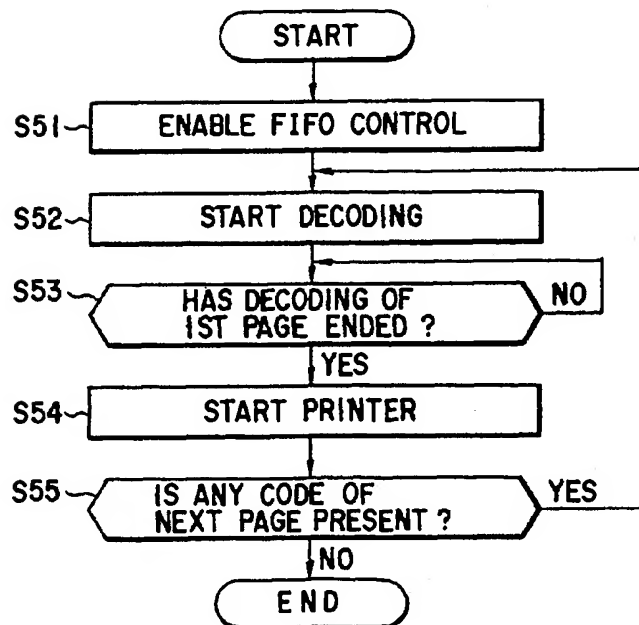 START
S51 ENABLE FIFO CONTROL
S52 START DECODING
S53 HAS DECODING OF
1ST PAGE ENDED ?
NO
YES
S54 START PRINTER
S55 IS ANY CODE OF
NEXT PAGE PRESENT ?
YES
NO
END